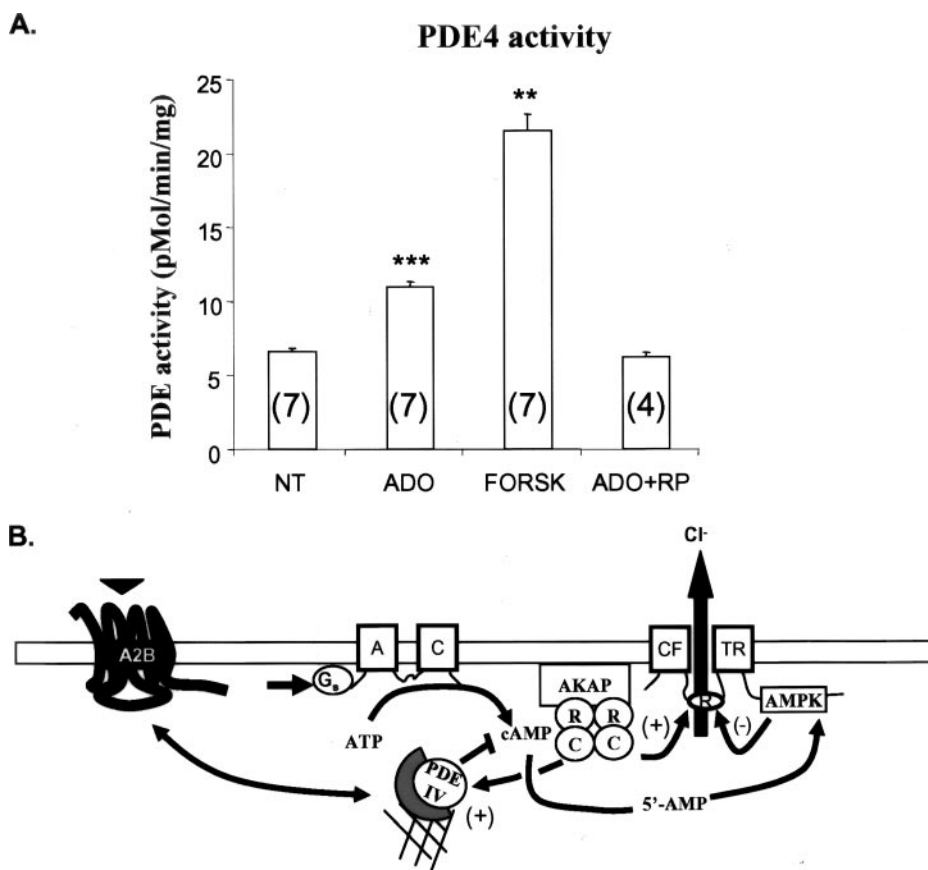 A.
PDE4 activity
PDE activity (pMol/min/mg)
25
20
15
10
5
0
***
**
(7) (7) (7) (4)
NT ADO FORSK ADO+RP
B.
Cl-
A2B
A C
CF TR
Gs
AKAP
R
AMPK
R R
(+) (-)
ATP
cAMP
C C
PDE
IV
(+)
5'-AMP